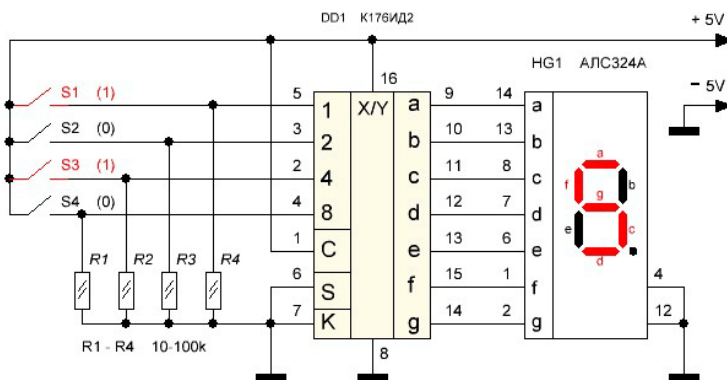 DD1 К176ИД2
+ 5V
HG1 АЛС324А
- 5V
16
S1 (1) 5 1 X/Y a 9 14 a
S2 (0) 3 2 b 10 13 b
S3 (1) 2 4 c 11 8 c
S4 (0) 4 8 d 12 7 d
1 C e 13 6 e
6 S f 15 1 f 4
7 K g 14 2 g 12
a
f b
g
e c
d
R1 R2 R3 R4
R1 - R4 10-100k
8